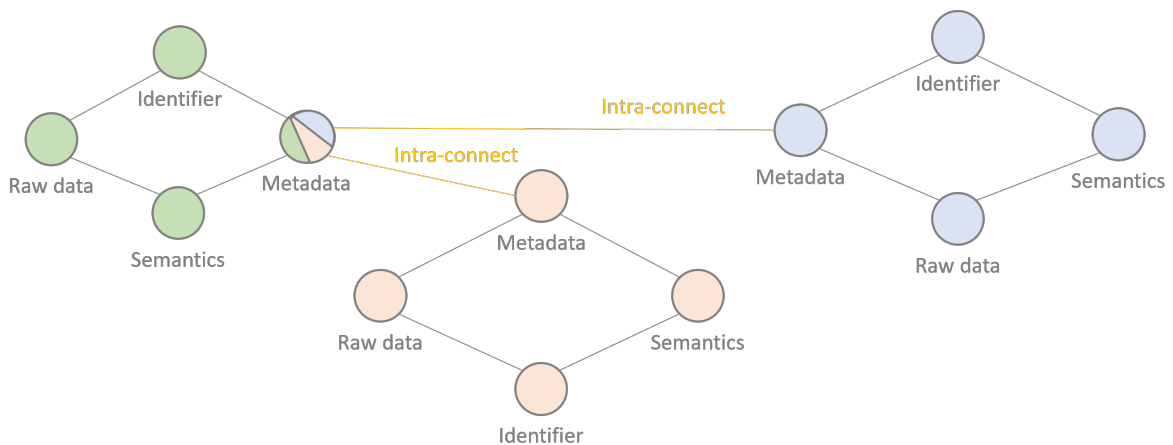 Identifier
Raw data
Metadata
Semantics
Intra-connect
Intra-connect
Metadata
Raw data
Semantics
Identifier
Identifier
Metadata
Semantics
Raw data